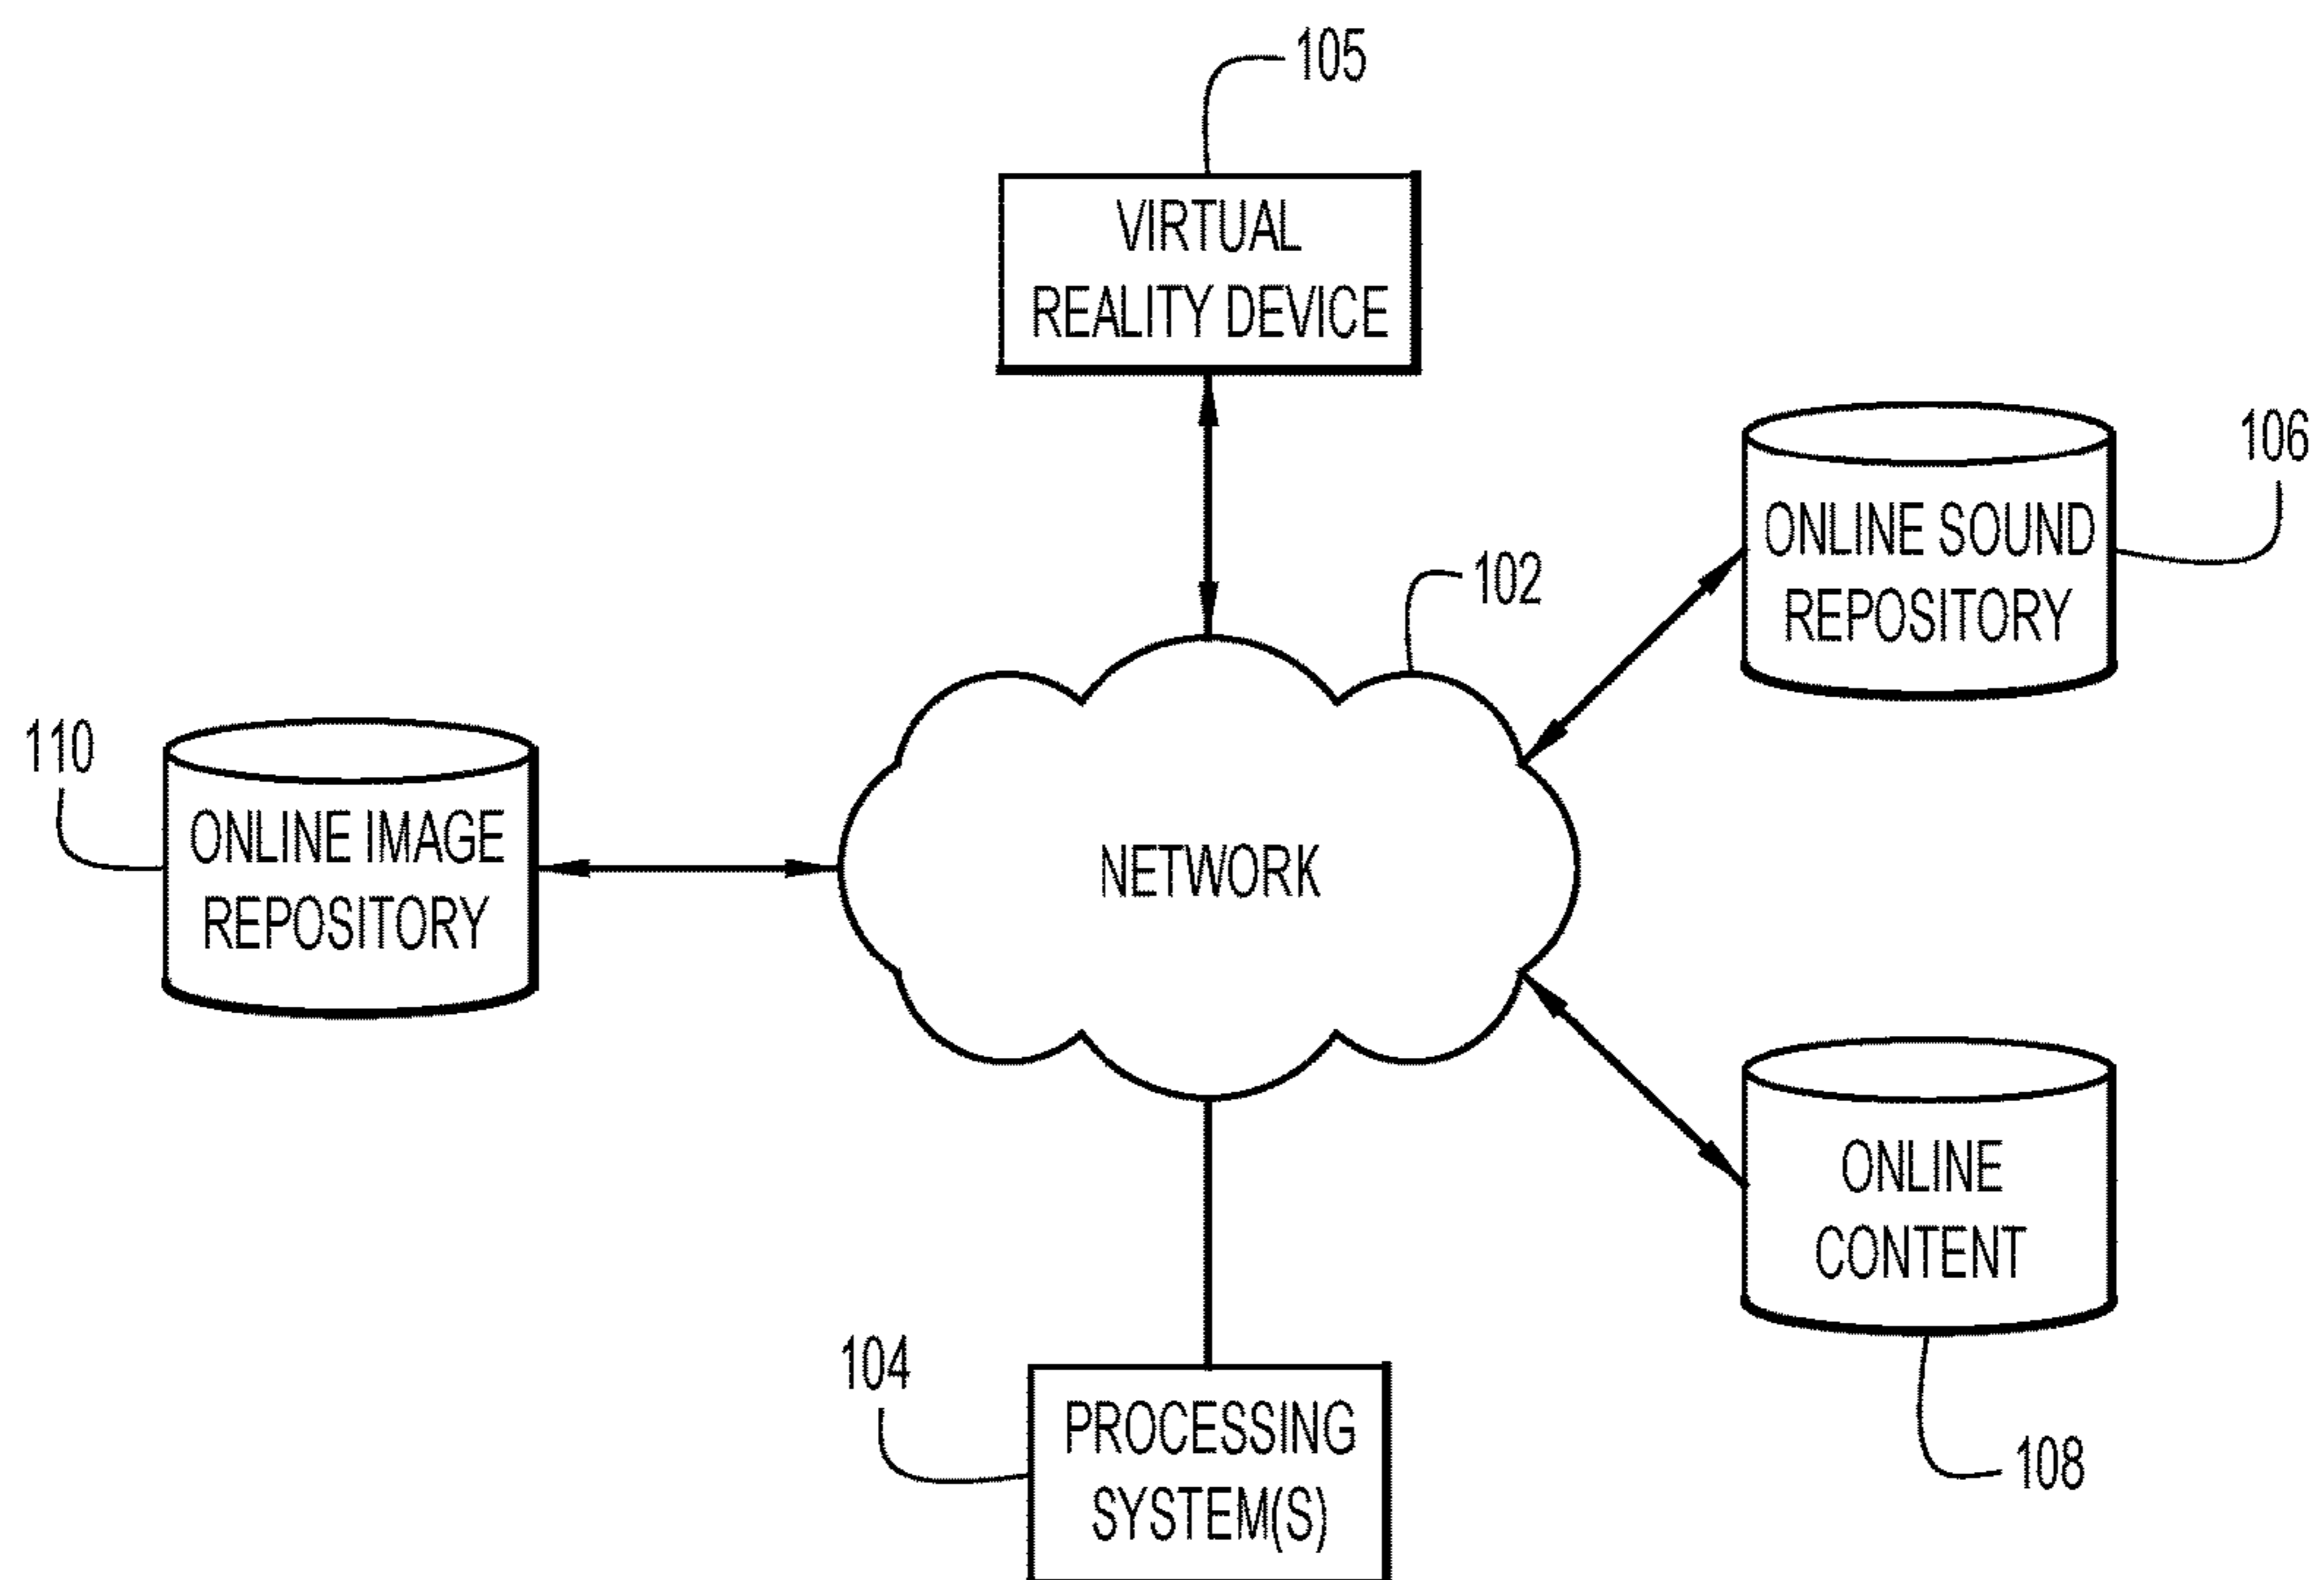 105
VIRTUAL
REALITY DEVICE
106
ONLINE SOUND
REPOSITORY
102
110
ONLINE IMAGE
REPOSITORY
NETWORK
ONLINE
CONTENT
104
PROCESSING
SYSTEM(S)
108